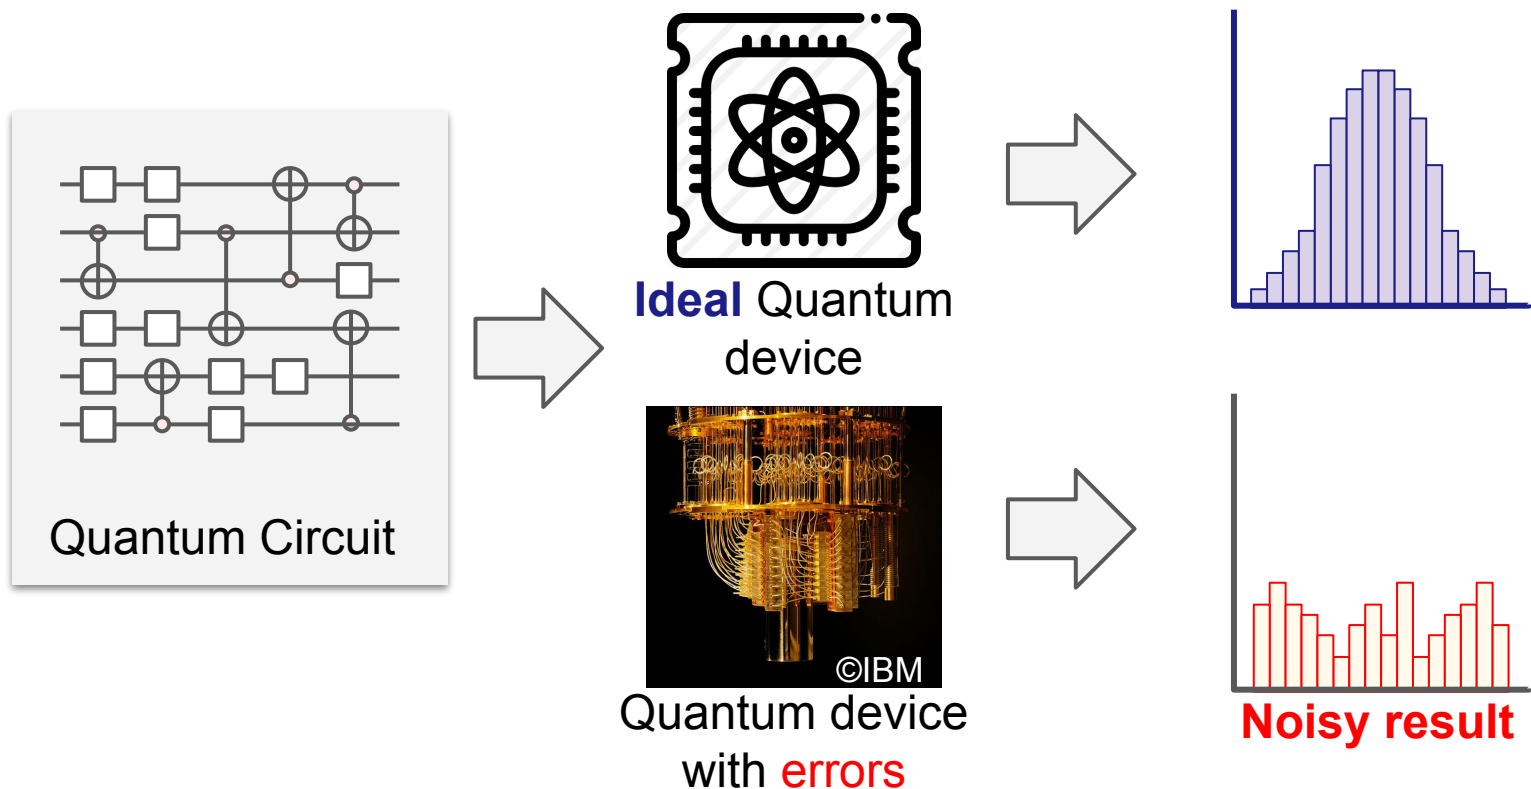 Quantum Circuit
Ideal Quantum
device
©IBM
Quantum device
with errors
Noisy result